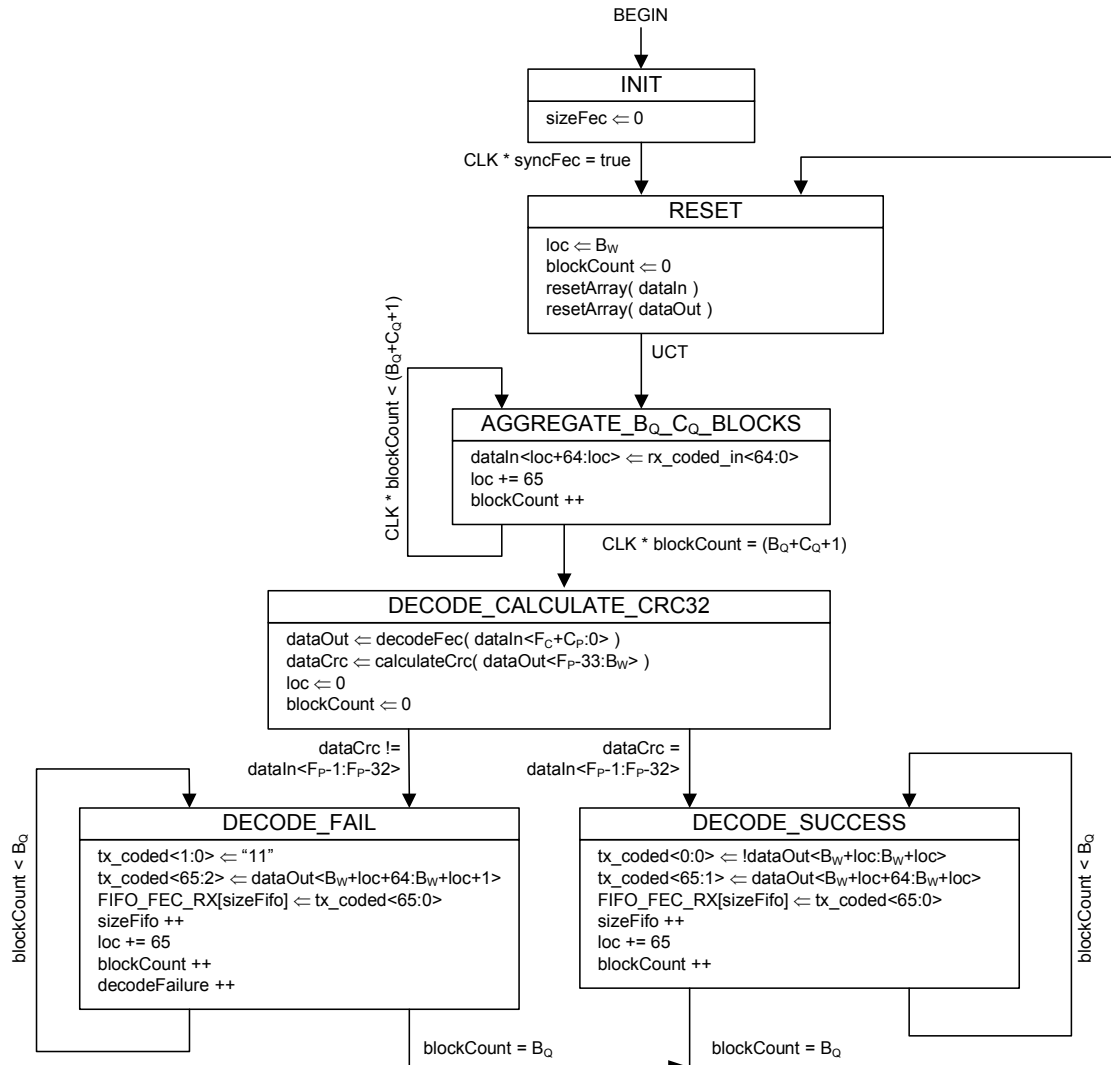 BEGIN
INIT
sizeFec ⇐ 0
CLK * syncFec = true
RESET
loc ⇐ B_W
blockCount ⇐ 0
resetArray( dataIn )
resetArray( dataOut )
UCT
CLK * blockCount < (B_Q+C_Q+1)
AGGREGATE_B_Q_C_Q_BLOCKS
dataIn<loc+64:loc> ⇐ rx_coded_in<64:0>
loc += 65
blockCount ++
CLK * blockCount = (B_Q+C_Q+1)
DECODE_CALCULATE_CRC32
dataOut ⇐ decodeFec( dataIn<F_C+C_P:0> )
dataCrc ⇐ calculateCrc( dataOut<F_P-33:B_W> )
loc ⇐ 0
blockCount ⇐ 0
dataCrc !=
dataIn<F_P-1:F_P-32>
dataCrc =
dataIn<F_P-1:F_P-32>
blockCount < B_Q
DECODE_FAIL
tx_coded<1:0> ⇐ “11”
tx_coded<65:2> ⇐ dataOut<B_W+loc+64:B_W+loc+1>
FIFO_FEC_RX[sizeFifo] ⇐ tx_coded<65:0>
sizeFifo ++
loc += 65
blockCount ++
decodeFailure ++
blockCount = B_Q
DECODE_SUCCESS
tx_coded<0:0> ⇐ !dataOut<B_W+loc:B_W+loc>
tx_coded<65:1> ⇐ dataOut<B_W+loc+64:B_W+loc>
FIFO_FEC_RX[sizeFifo] ⇐ tx_coded<65:0>
sizeFifo ++
loc += 65
blockCount ++
blockCount < B_Q
blockCount = B_Q